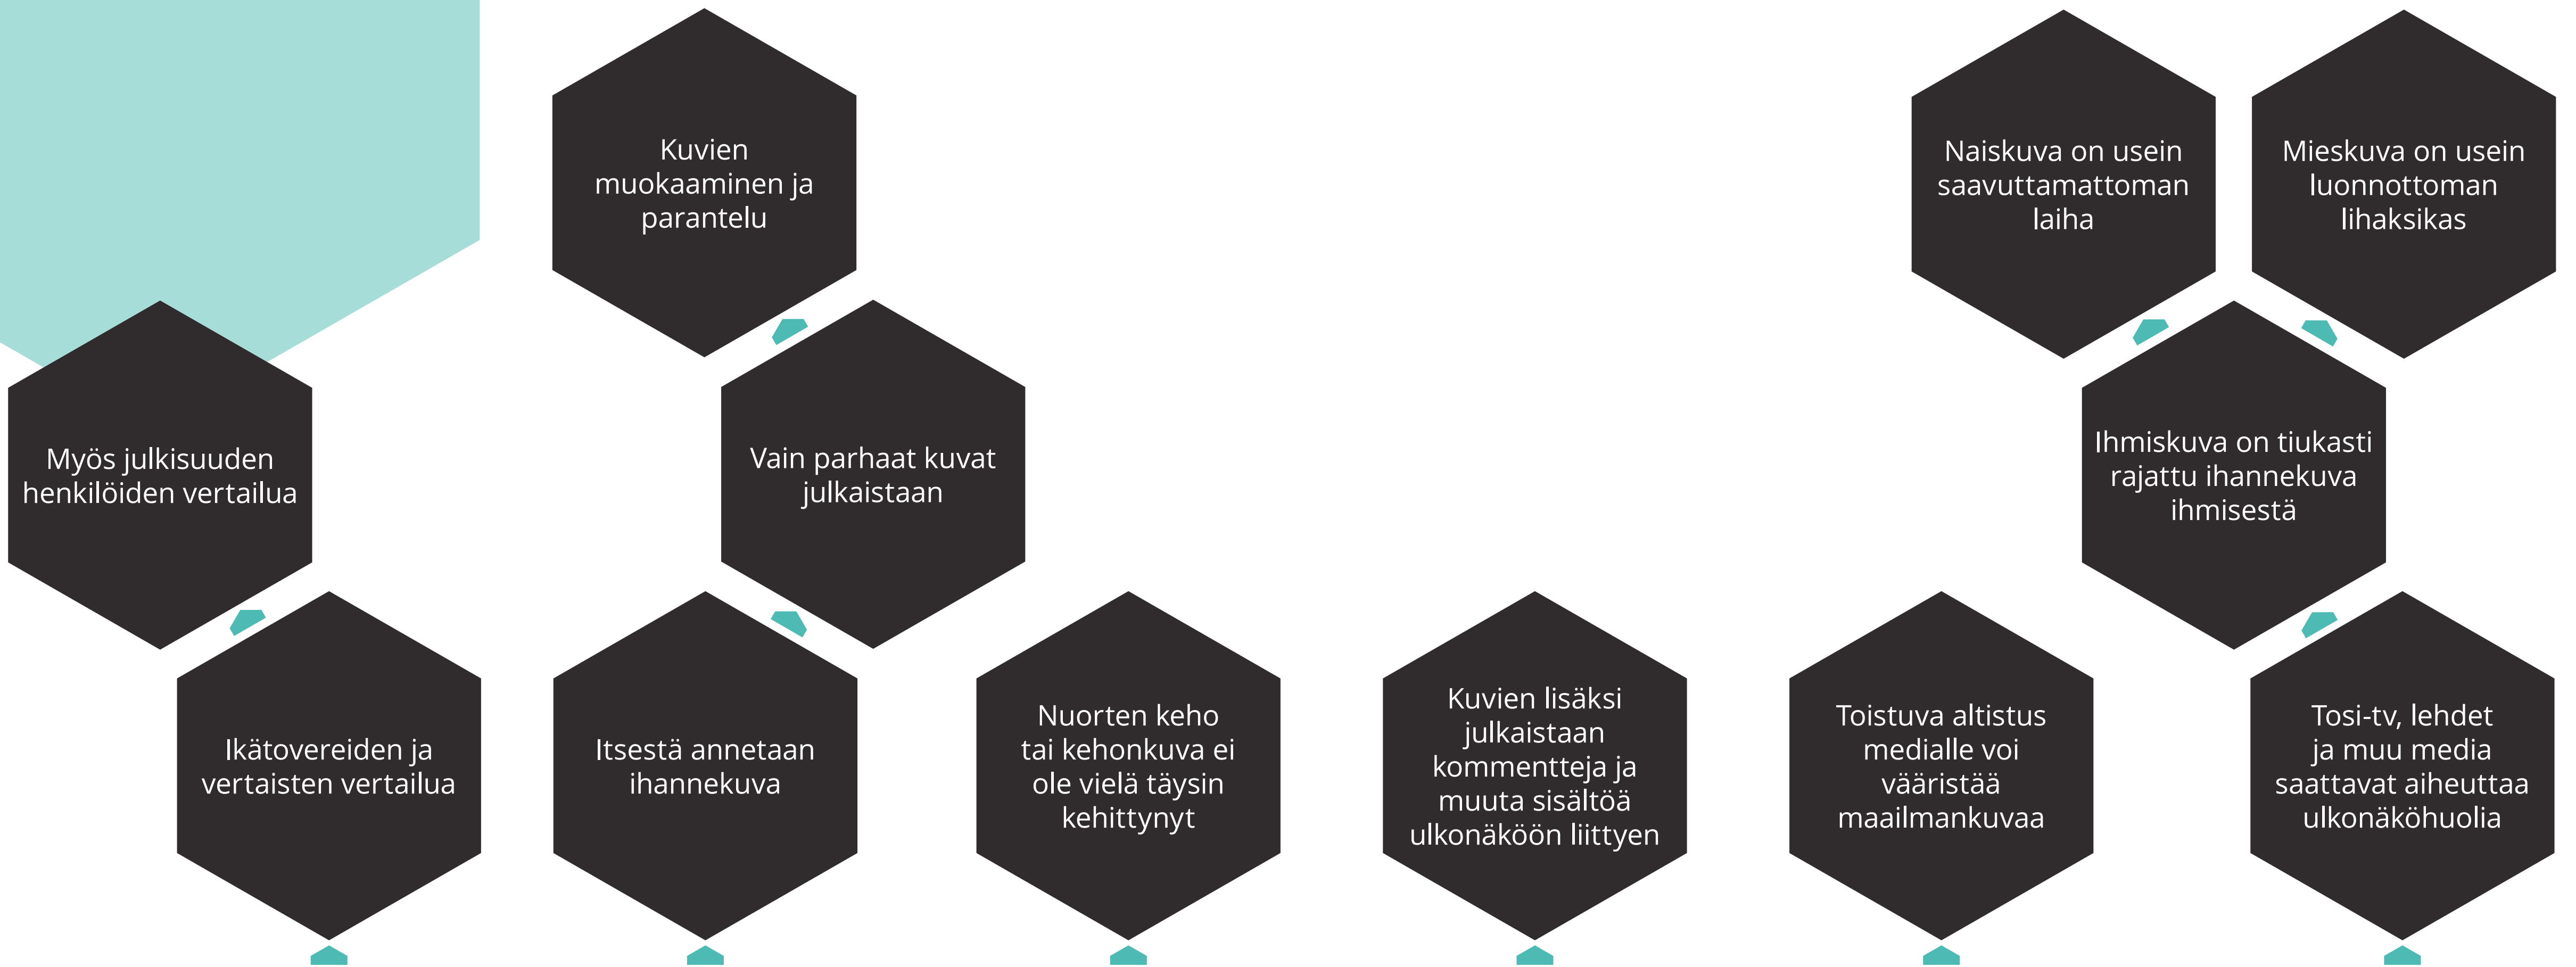 Kuvien
muokaaminen ja
parantelu
Naiskuva on usein
saavuttamattoman
laiha
Mieskuva on usein
luonnottoman
lihaksikas
Myös julkisuuden
henkilöiden vertailua
Vain parhaat kuvat
julkaistaan
Ihmiskuva on tiukasti
rajattu ihannekuva
ihmisestä
Ikätovereiden ja
vertaisten vertailua
Itsestä annetaan
ihannekuva
Nuorten keho
tai kehonkuva ei
ole vielä täysin
kehittynyt
Kuvien lisäksi
julkaistaan
kommentteja ja
muuta sisältöä
ulkonäköön liittyen
Toistuva altistus
medialle voi
vääristää
maailmankuvaa
Tosi-tv, lehdet
ja muu media
saattavat aiheuttaa
ulkonäköhuolia